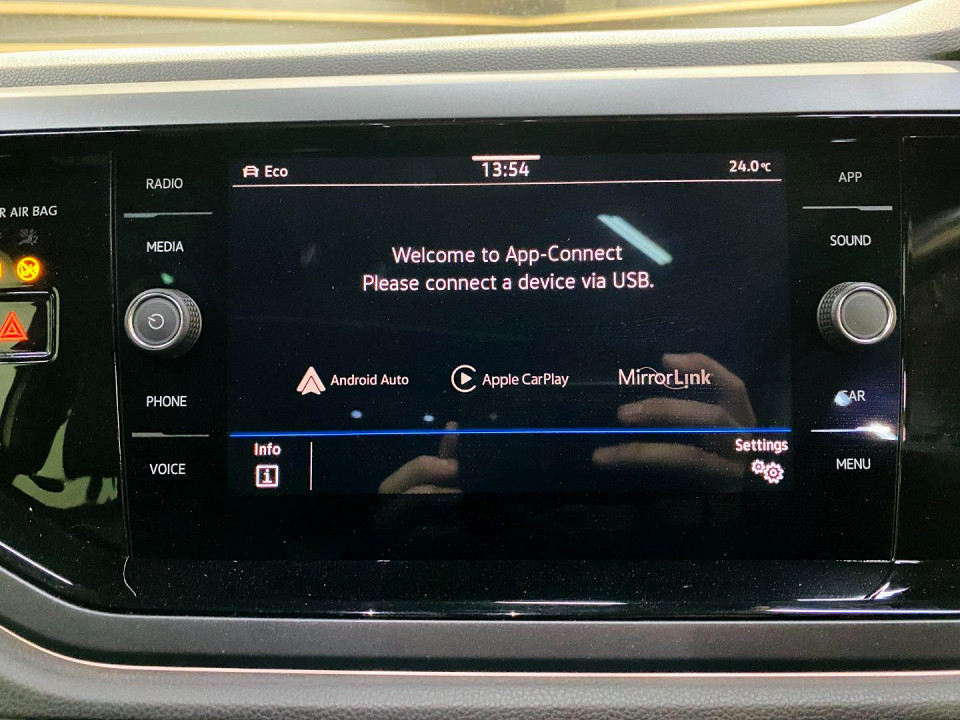 Eco
13:54
24.0°C
RADIO
MEDIA
PHONE
VOICE
AIR BAG
Welcome to App-Connect
Please connect a device via USB.
Android Auto
Apple CarPlay
MirrorLink
Info
i
Settings
APP
SOUND
CAR
MENU